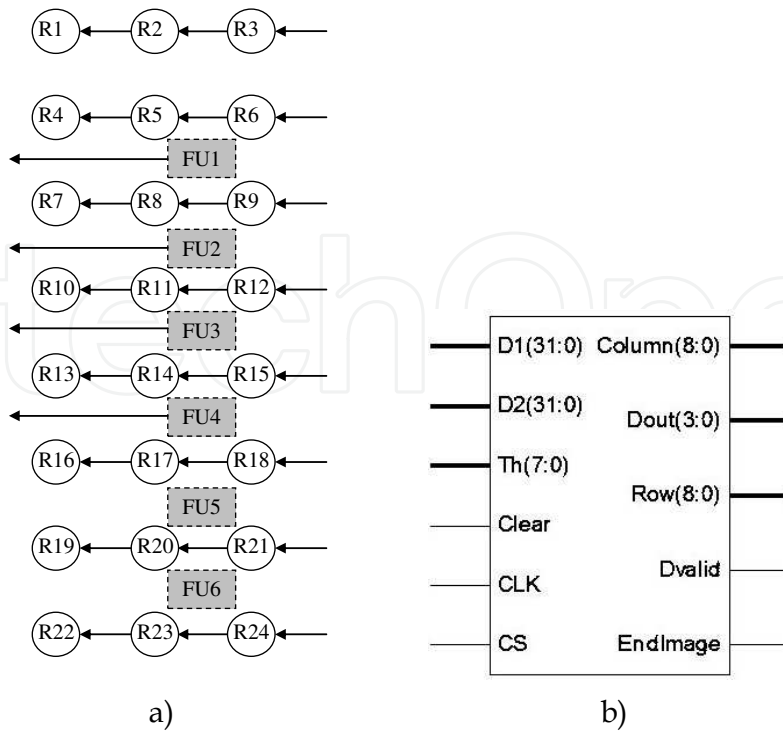 R1 R2 R3
R4 R5 R6
FU1
R7 R8 R9
FU2
R10 R11 R12
FU3
R13 R14 R15
FU4
R16 R17 R18
FU5
R19 R20 R21
FU6
R22 R23 R24
a)
D1(31:0) Column(8:0)
D2(31:0) Dout(3:0)
Th(7:0) Row(8:0)
Clear
CLK Dvalid
CS EndImage
b)
techOpe